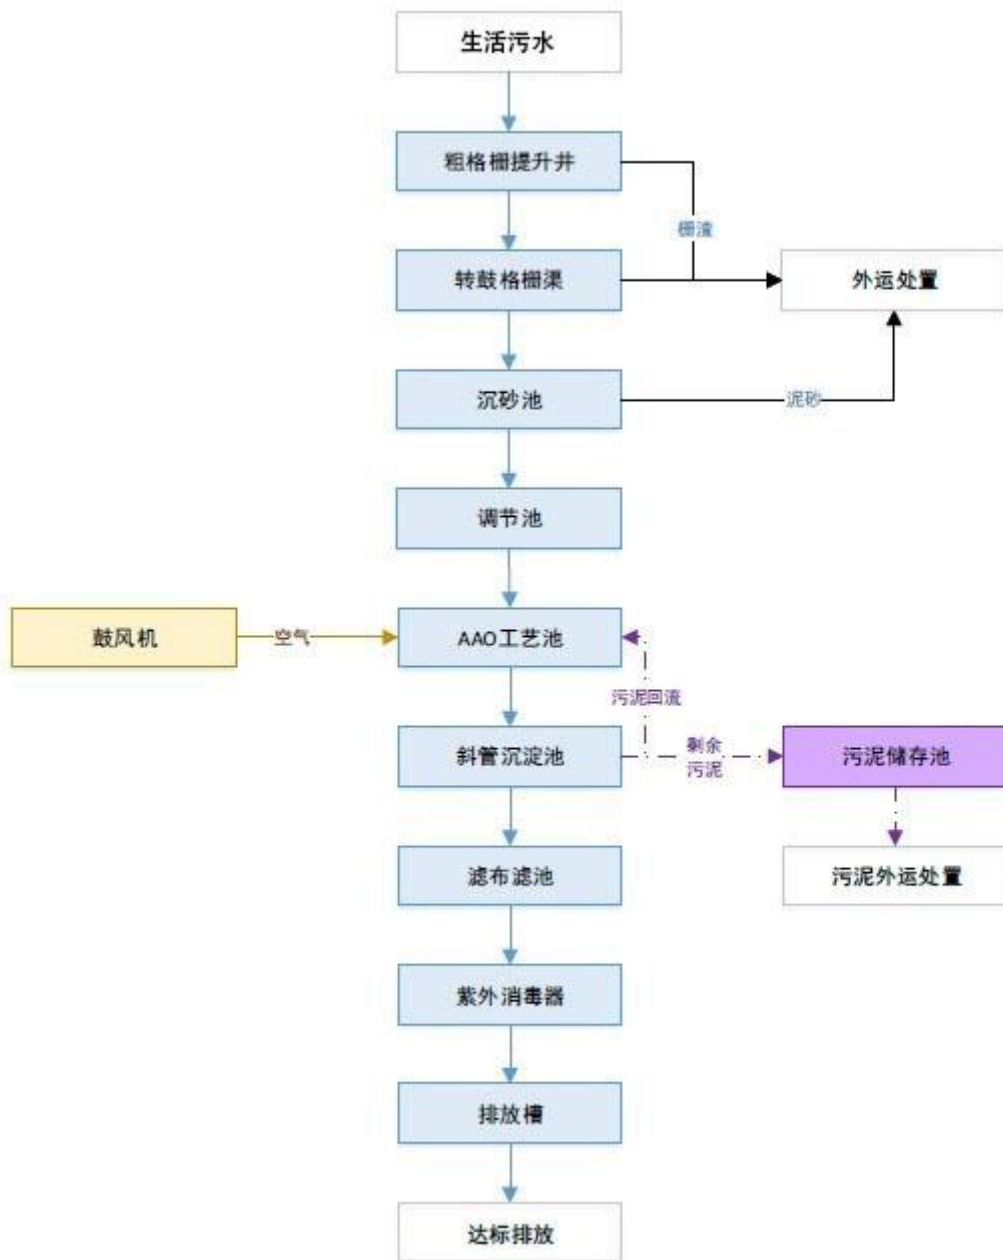 生活污水
粗格栅提升井
栅渣
转鼓格栅渠
外运处置
沉砂池
泥砂
调节池
鼓风机
空气
AAO工艺池
污泥回流
斜管沉淀池
剩余
污泥
污泥储存池
滤布滤池
污泥外运处置
紫外消毒器
排放槽
达标排放